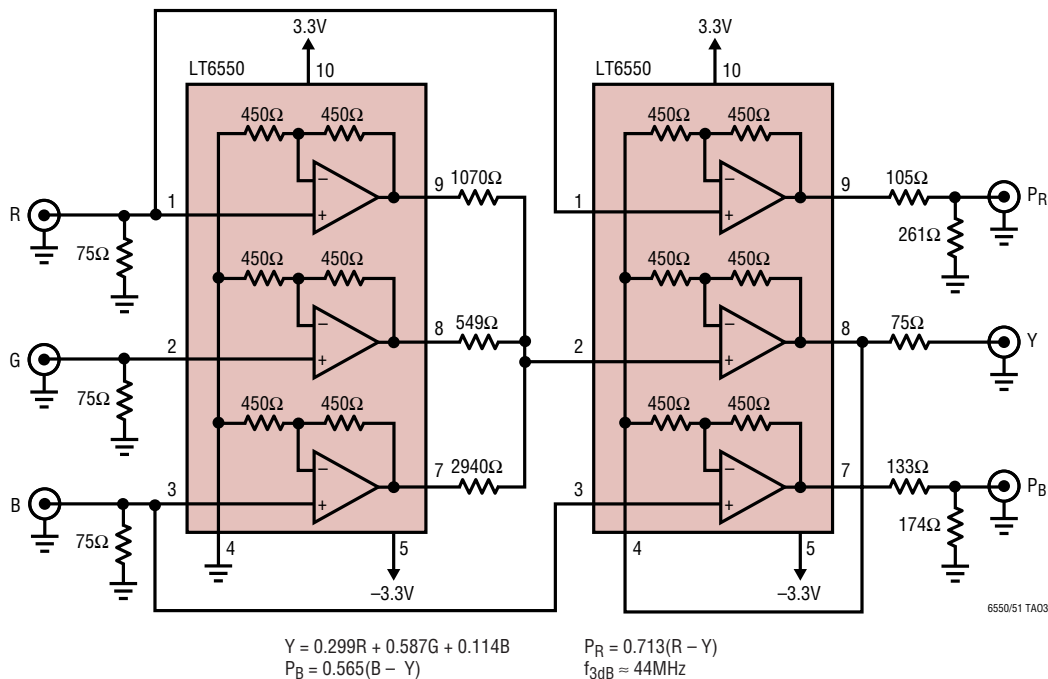 3.3V
3.3V
LT6550
10
LT6550
10
450Ω
450Ω
450Ω
450Ω
–
–
9
1070Ω
9
105Ω
PR
R
1
+
1
+
75Ω
261Ω
450Ω
450Ω
450Ω
450Ω
–
–
8
549Ω
8
75Ω
G
2
+
2
+
Y
75Ω
450Ω
450Ω
450Ω
450Ω
–
–
7
2940Ω
7
133Ω
PB
B
3
+
3
+
75Ω
174Ω
4
5
4
5
–3.3V
–3.3V
6550/51 TA03
Y = 0.299R + 0.587G + 0.114B
PR = 0.713(R – Y)
PB = 0.565(B – Y)
f3dB ≈ 44MHz